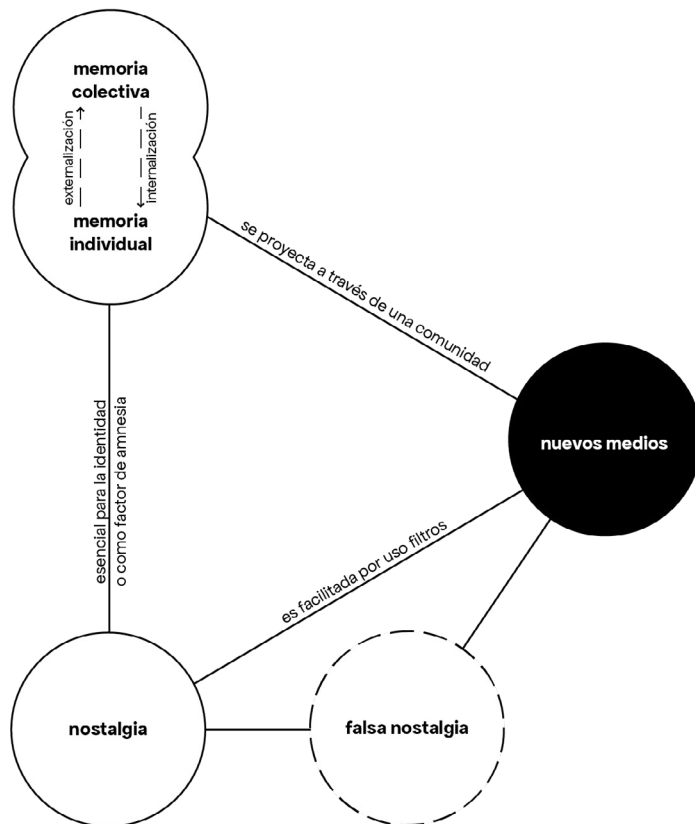 memoria
colectiva
externalización
internalización
memoria
individual
se proyecta a través de una comunidad
nuevos medios
esencial para la identidad
o como factor de amnesia
es facilitada por uso filtros
nostalgia
falsa nostalgia